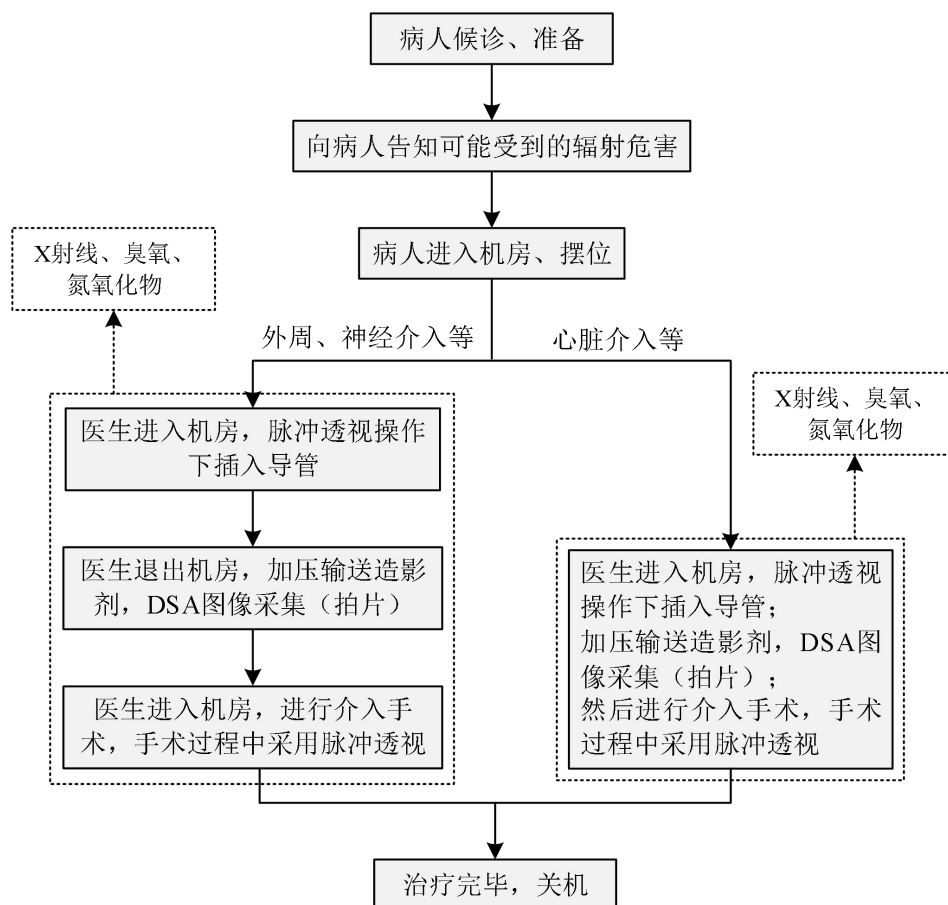 病人候诊、准备
向病人告知可能受到的辐射危害
病人进入机房、摆位
X射线、臭氧、
氮氧化物
外周、神经介入等
心脏介入等
医生进入机房，脉冲透视操作
下插入导管
医生退出机房，加压输送造影
剂，DSA图像采集（拍片）
医生进入机房，进行介入手
术，手术过程中采用脉冲透视
X射线、臭氧、
氮氧化物
医生进入机房，脉冲透视
操作下插入导管；
加压输送造影剂，DSA图
像采集（拍片）；
然后进行介入手术，手术
过程中采用脉冲透视
治疗完毕，关机